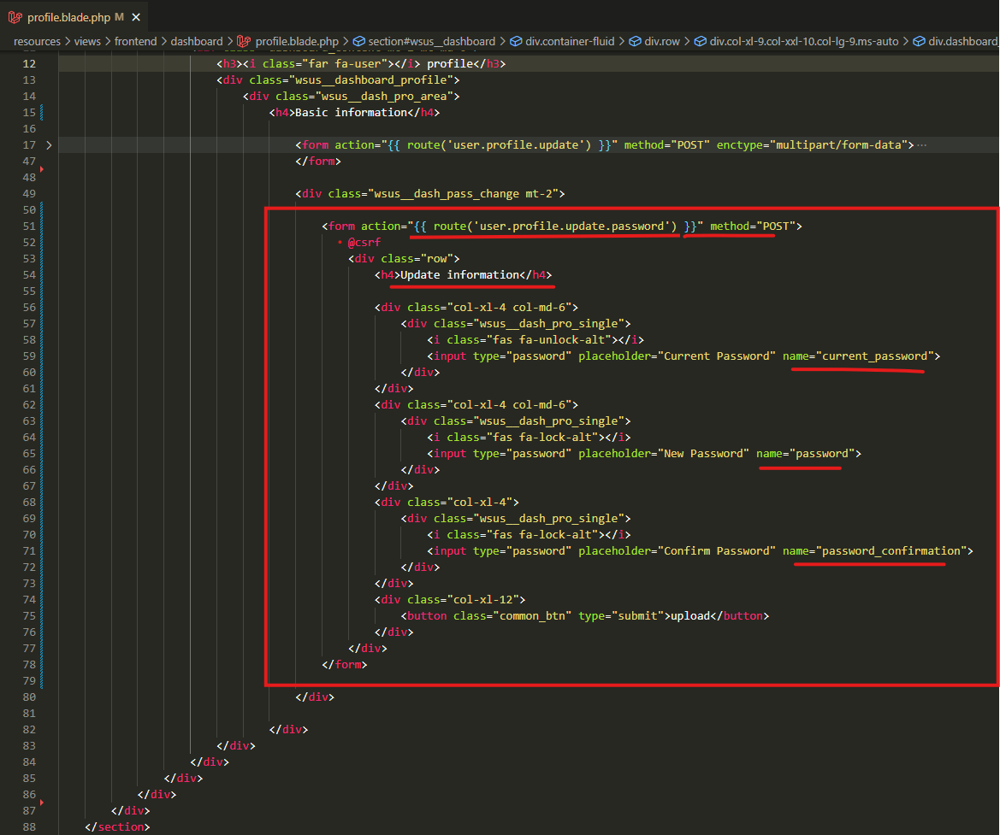 profile.blade.php M ×
resources > views > frontend > dashboard > profile.blade.php > section#wsus__dashboard > div.container-fluid > div.row > div.col-xl-9.col-xxl-10.col-lg-9.ms-auto > div.dashboard_
12 <h3><i class="far fa-user"></i> profile</h3>
13 <div class="wsus__dashboard_profile">
14 <div class="wsus__dash_pro_area">
15 <h4>Basic information</h4>
16
17 <form action="{{ route('user.profile.update') }}" method="POST" enctype="multipart/form-data">…
47 </form>
48
49 <div class="wsus__dash_pass_change mt-2">
50
51 <form action="{{ route('user.profile.update.password') }}" method="POST">
52 @csrf
53 <div class="row">
54 <h4>Update information</h4>
55
56 <div class="col-xl-4 col-md-6">
57 <div class="wsus__dash_pro_single">
58 <i class="fas fa-unlock-alt"></i>
59 <input type="password" placeholder="Current Password" name="current_password">
60 </div>
61 </div>
62 <div class="col-xl-4 col-md-6">
63 <div class="wsus__dash_pro_single">
64 <i class="fas fa-lock-alt"></i>
65 <input type="password" placeholder="New Password" name="password">
66 </div>
67 </div>
68 <div class="col-xl-4">
69 <div class="wsus__dash_pro_single">
70 <i class="fas fa-lock-alt"></i>
71 <input type="password" placeholder="Confirm Password" name="password_confirmation">
72 </div>
73 </div>
74 <div class="col-xl-12">
75 <button class="common_btn" type="submit">upload</button>
76 </div>
77 </div>
78 </form>
79
80 </div>
81
82 </div>
83 </div>
84 </div>
85 </div>
86 </div>
87 </div>
88 </section>